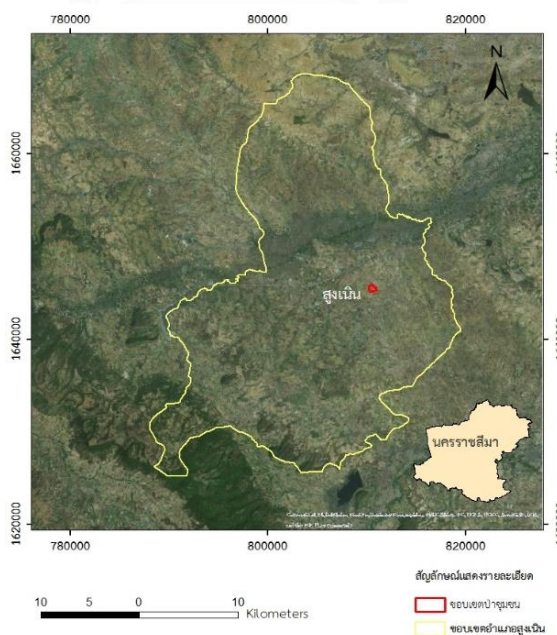 780000 800000 820000
N
1660000
สูงเนิน
1640000 1640000
นครราชสีมา
1620000 1620000
780000 800000 820000
สัญลักษณ์แสดงรายละเอียด
10 5 0 10 Kilometers
ขอบเขตป่าชุมชน
ขอบเขตอำเภอสูงเนิน